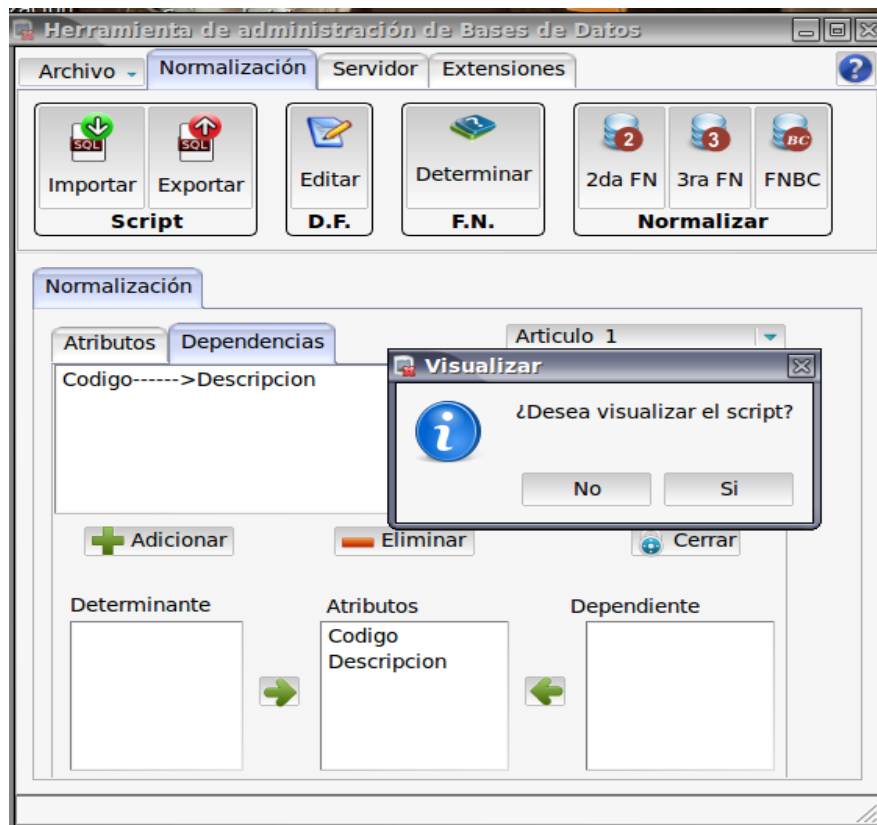 Herramienta de administración de Bases de Datos
Archivo Normalización Servidor Extensiones
SQL SQL 2 3 BC
Importar Exportar Editar Determinar 2da FN 3ra FN FNBC
Script D.F. F.N. Normalizar
Normalización
Atributos Dependencias Articulo 1
Codigo------>Descripcion
Visualizar
¿Desea visualizar el script?
No Si
Adicionar Eliminar Cerrar
Determinante Atributos Dependiente
Codigo
Descripcion